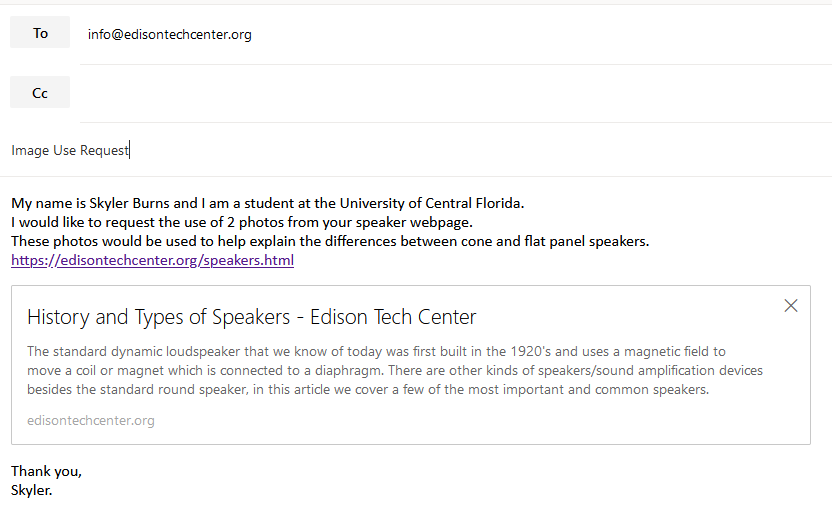 To
info@edisontechcenter.org
Cc
Image Use Request
My name is Skyler Burns and I am a student at the University of Central Florida.
I would like to request the use of 2 photos from your speaker webpage.
These photos would be used to help explain the differences between cone and flat panel speakers.
https://edisontechcenter.org/speakers.html
History and Types of Speakers - Edison Tech Center
The standard dynamic loudspeaker that we know of today was first built in the 1920's and uses a magnetic field to
move a coil or magnet which is connected to a diaphragm. There are other kinds of speakers/sound amplification devices
besides the standard round speaker, in this article we cover a few of the most important and common speakers.
edisontechcenter.org
Thank you,
Skyler.